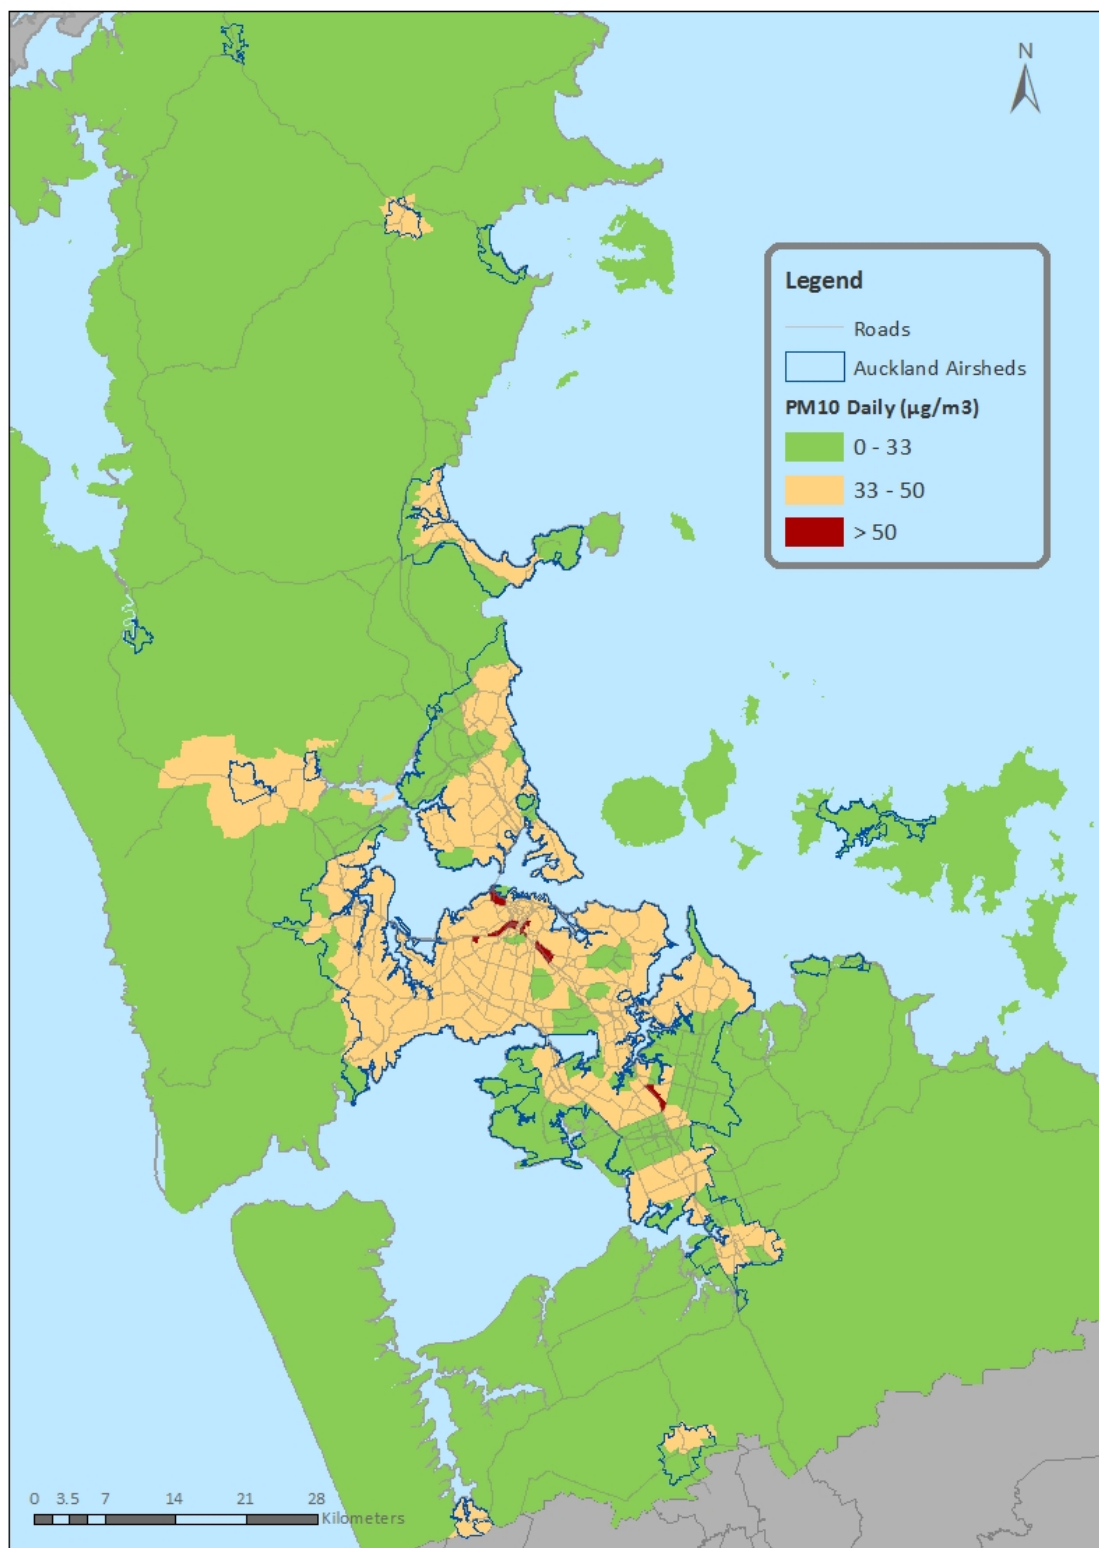 N
Legend
Roads
Auckland Airsheds
PM10 Daily (µg/m3)
0 - 33
33 - 50
> 50
0 3.5 7 14 21 28
Kilometers